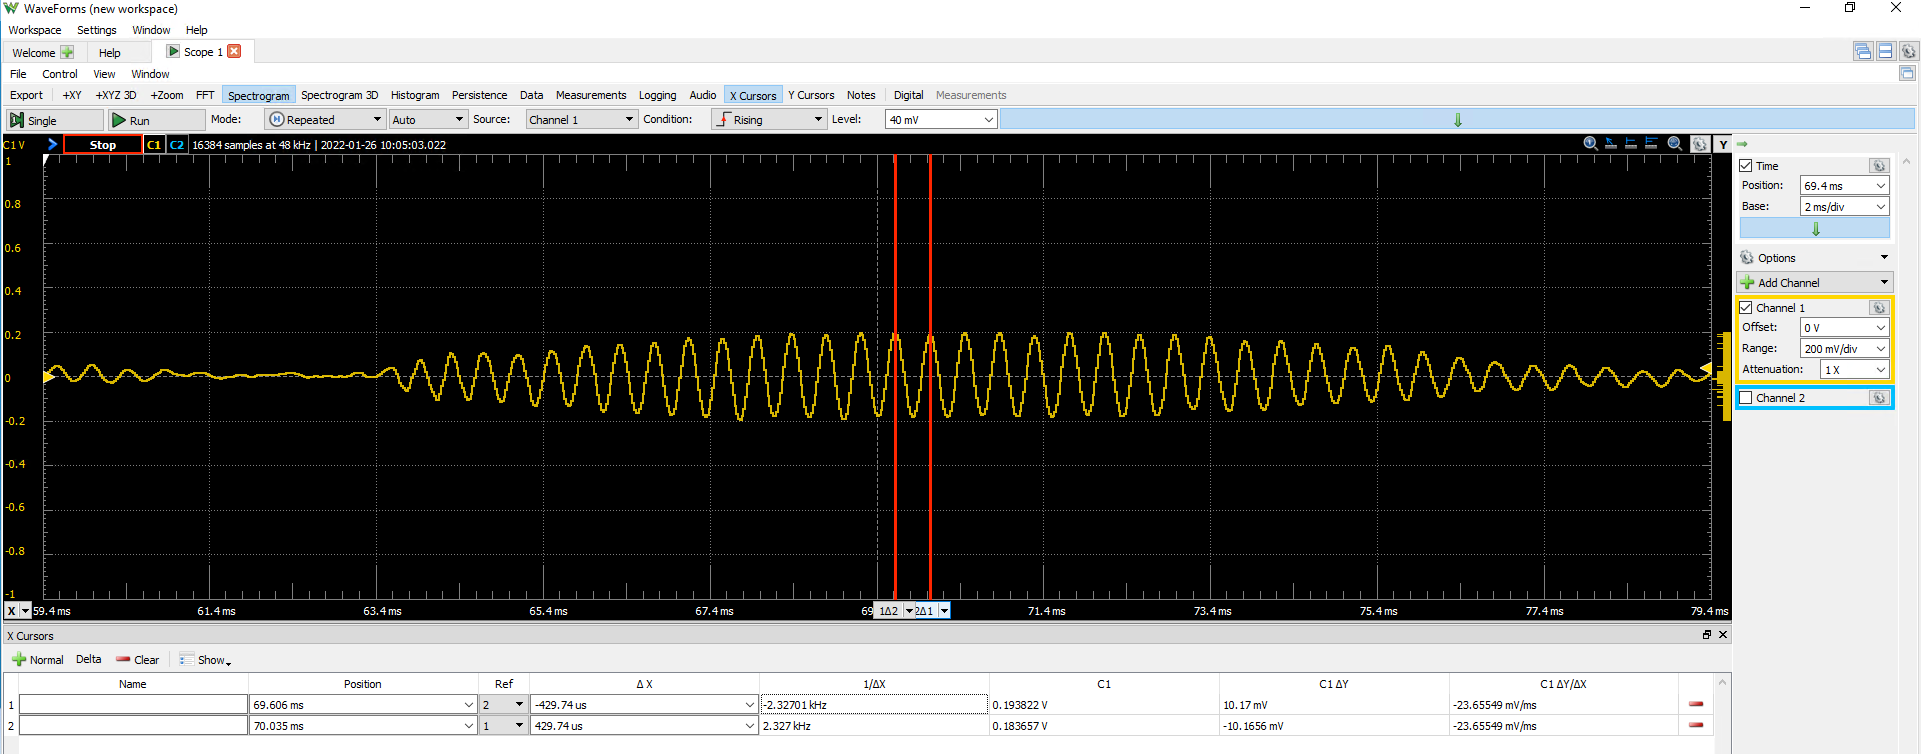 WaveForms (new workspace)
Workspace Settings Window Help
Welcome Help Scope 1
File Control View Window
Export +XY +XYZ 3D +Zoom FFT Spectrogram Spectrogram 3D Histogram Persistence Data Measurements Logging Audio X Cursors Y Cursors Notes Digital Measurements
Single Run Mode: Repeated Auto Source: Channel 1 Condition: Rising Level: 40 mV
C1 V Stop C1 C2 16384 samples at 48 kHz | 2022-01-26 10:05:03.022 Y
1
0.8
0.6
0.4
0.2
0
-0.2
-0.4
-0.6
-0.8
-1
X 59.4 ms 61.4 ms 63.4 ms 65.4 ms 67.4 ms 69 1Δ2 2Δ1 71.4 ms 73.4 ms 75.4 ms 77.4 ms 79.4 ms
Time
Position: 69.4 ms
Base: 2 ms/div
Options
Add Channel
Channel 1
Offset: 0 V
Range: 200 mV/div
Attenuation: 1 X
Channel 2
X Cursors
Normal Delta Clear Show
Name Position Ref Δ X 1/ΔX C1 C1 ΔY C1 ΔY/ΔX
1 69.606 ms 2 -429.74 us -2.32701 kHz 0.193822 V 10.17 mV -23.65549 mV/ms
2 70.035 ms 1 429.74 us 2.327 kHz 0.183657 V -10.1656 mV -23.65549 mV/ms